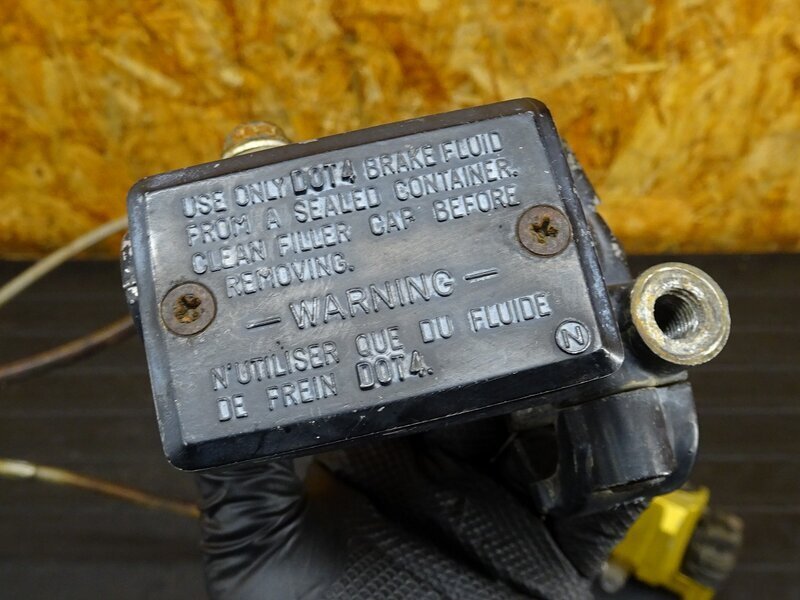 USE ONLY DOT4 BRAKE FLUID
FROM A SEALED CONTAINER.
CLEAN FILLER CAP BEFORE
REMOVING.
— WARNING —
N'UTILISER QUE DU FLUIDE
DE FREIN DOT4.
N